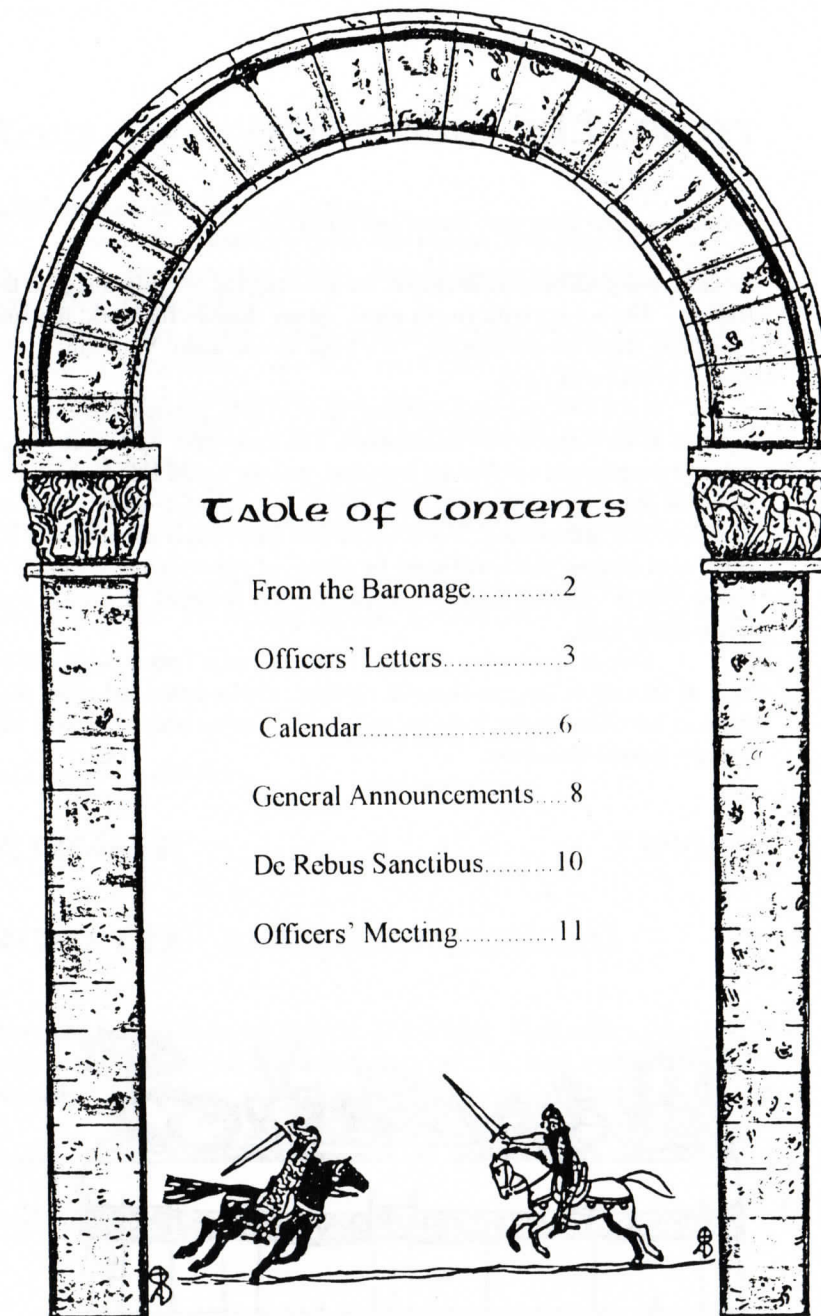 Table of Contents
From the Baronage............2
Officers' Letters.................3
Calendar............................6
General Announcements.....8
De Rebus Sanctibus..........10
Officers' Meeting..............11